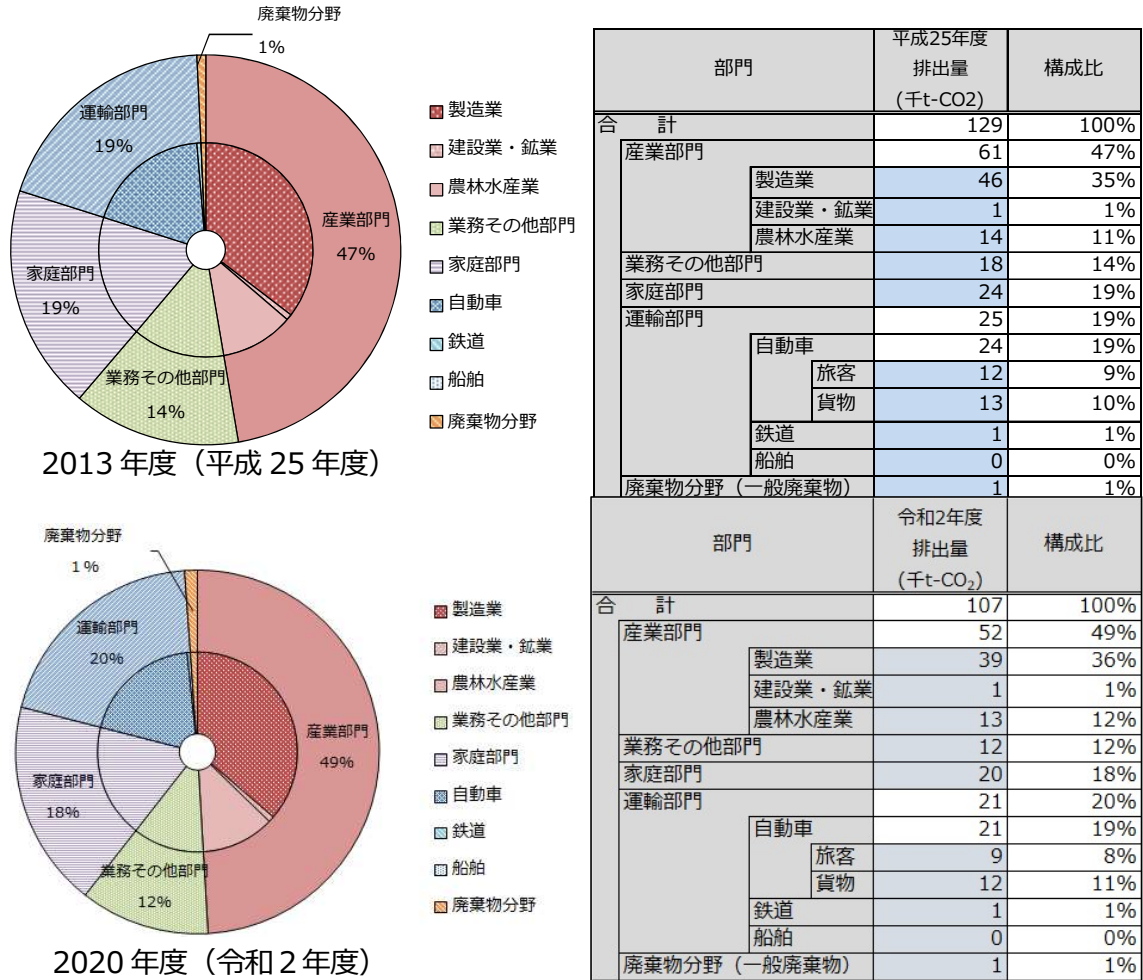 廃棄物分野
1%
運輸部門
19%
産業部門
47%
家庭部門
19%
業務その他部門
14%
製造業
建設業・鉱業
農林水産業
業務その他部門
家庭部門
自動車
鉄道
船舶
廃棄物分野
2013 年度（平成 25 年度）
部門 平成25年度 排出量 (千t-CO2) 構成比
合 計 129 100%
産業部門 61 47%
製造業 46 35%
建設業・鉱業 1 1%
農林水産業 14 11%
業務その他部門 18 14%
家庭部門 24 19%
運輸部門 25 19%
自動車 24 19%
旅客 12 9%
貨物 13 10%
鉄道 1 1%
船舶 0 0%
廃棄物分野（一般廃棄物） 1 1%
廃棄物分野
1%
運輸部門
20%
産業部門
49%
家庭部門
18%
業務その他部門
12%
製造業
建設業・鉱業
農林水産業
業務その他部門
家庭部門
自動車
鉄道
船舶
廃棄物分野
2020 年度（令和２年度）
部門 令和2年度 排出量 (千t-CO₂) 構成比
合 計 107 100%
産業部門 52 49%
製造業 39 36%
建設業・鉱業 1 1%
農林水産業 13 12%
業務その他部門 12 12%
家庭部門 20 18%
運輸部門 21 20%
自動車 21 19%
旅客 9 8%
貨物 12 11%
鉄道 1 1%
船舶 0 0%
廃棄物分野（一般廃棄物） 1 1%